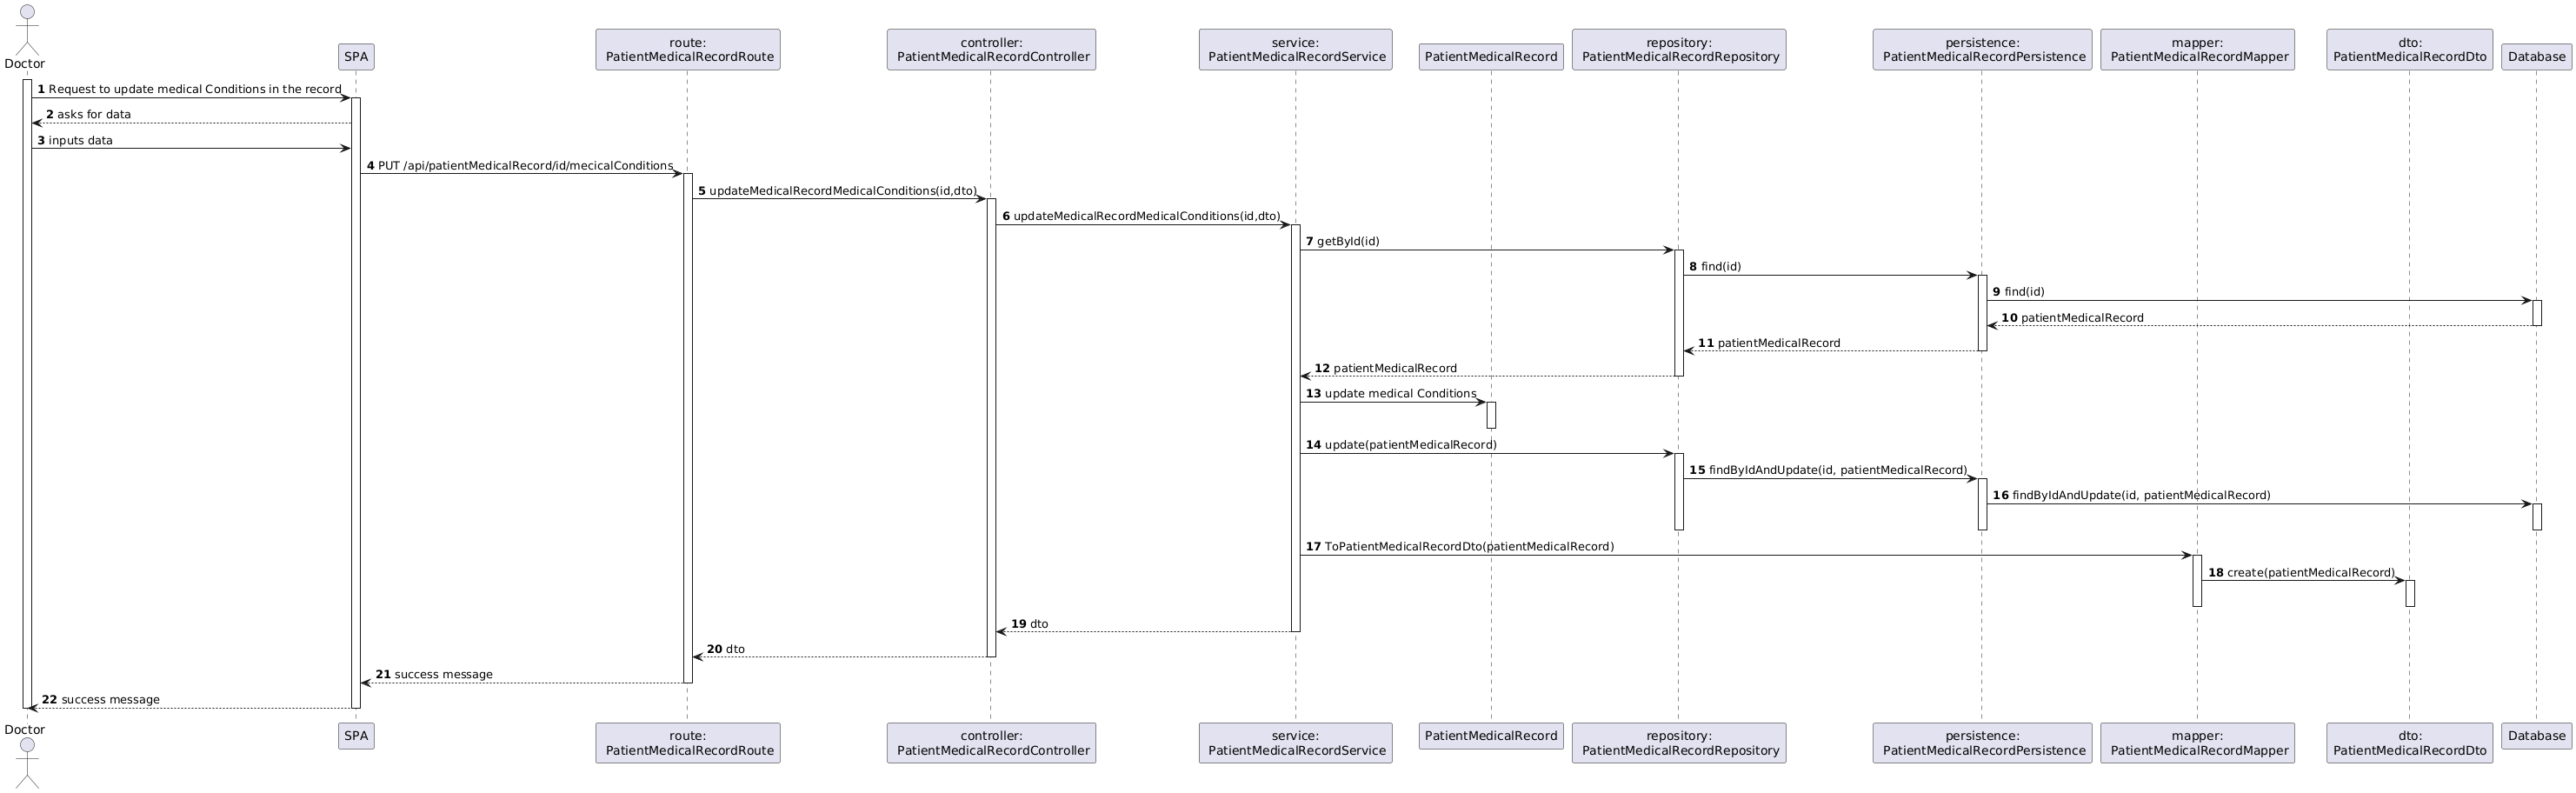 Doctor
SPA
route:
PatientMedicalRecordRoute
controller:
PatientMedicalRecordController
service:
PatientMedicalRecordService
PatientMedicalRecord
repository:
PatientMedicalRecordRepository
persistence:
PatientMedicalRecordPersistence
mapper:
PatientMedicalRecordMapper
dto:
PatientMedicalRecordDto
Database
1 Request to update medical Conditions in the record
2 asks for data
3 inputs data
4 PUT /api/patientMedicalRecord/id/mecicalConditions
5 updateMedicalRecordMedicalConditions(id,dto)
6 updateMedicalRecordMedicalConditions(id,dto)
7 getById(id)
8 find(id)
9 find(id)
10 patientMedicalRecord
11 patientMedicalRecord
12 patientMedicalRecord
13 update medical Conditions
14 update(patientMedicalRecord)
15 findByIdAndUpdate(id, patientMedicalRecord)
16 findByIdAndUpdate(id, patientMedicalRecord)
17 ToPatientMedicalRecordDto(patientMedicalRecord)
18 create(patientMedicalRecord)
19 dto
20 dto
21 success message
22 success message
Doctor
SPA
route:
PatientMedicalRecordRoute
controller:
PatientMedicalRecordController
service:
PatientMedicalRecordService
PatientMedicalRecord
repository:
PatientMedicalRecordRepository
persistence:
PatientMedicalRecordPersistence
mapper:
PatientMedicalRecordMapper
dto:
PatientMedicalRecordDto
Database